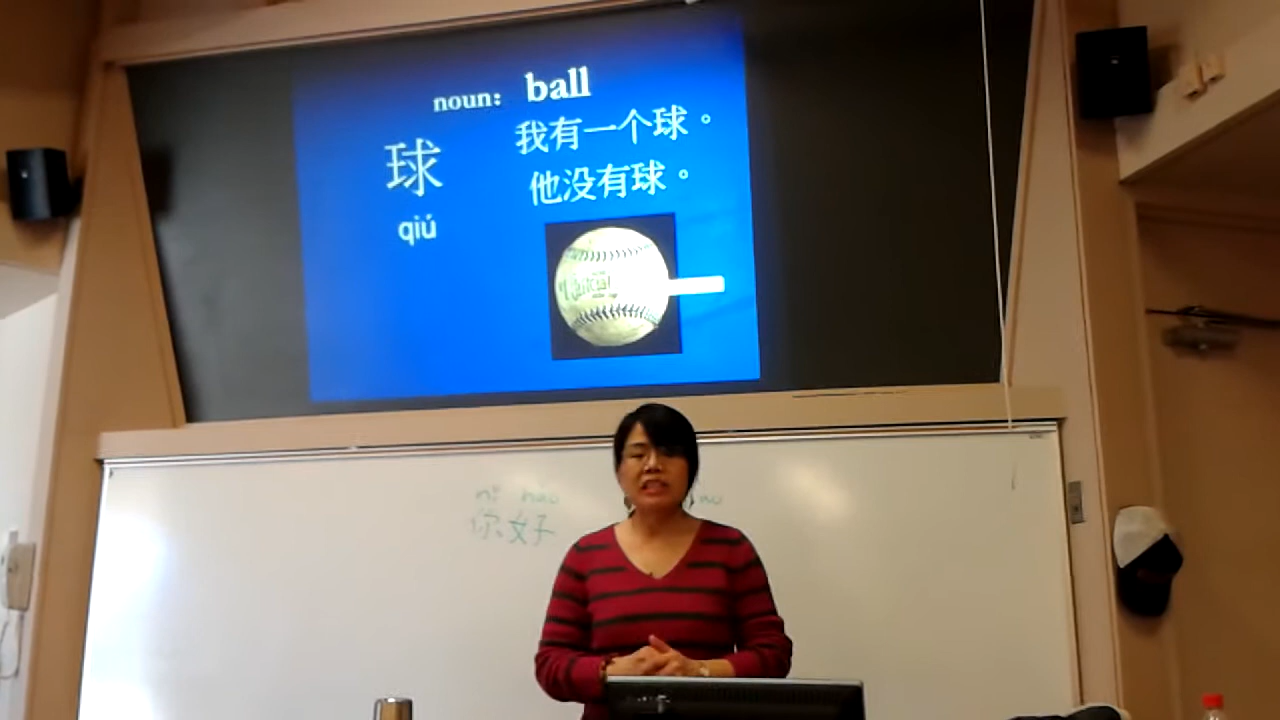 noun: ball
球
qiú
我有一个球。
他没有球。
nǐ hǎo
你好